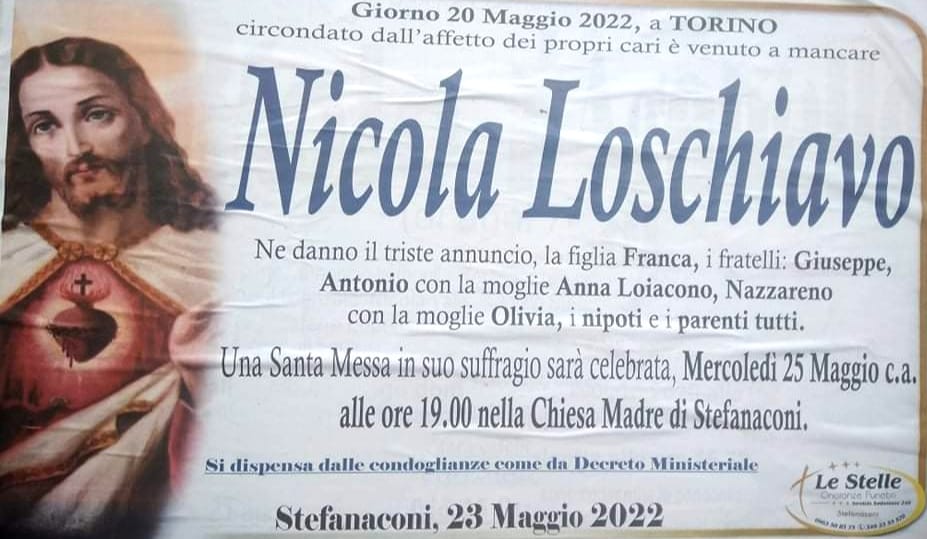 Giorno 20 Maggio 2022, a TORINO
circondato dall'affetto dei propri cari è venuto a mancare
Nicola Loschiavo
Ne danno il triste annuncio, la figlia Franca, i fratelli: Giuseppe,
Antonio con la moglie Anna Loiacono, Nazzareno
con la moglie Olivia, i nipoti e i parenti tutti.
Una Santa Messa in suo suffragio sarà celebrata, Mercoledì 25 Maggio c.a.
alle ore 19.00 nella Chiesa Madre di Stefanaconi.
Si dispensa dalle condoglianze come da Decreto Ministeriale
Stefanaconi, 23 Maggio 2022
Le Stelle
Onoranze Funebri
Stefanaconi